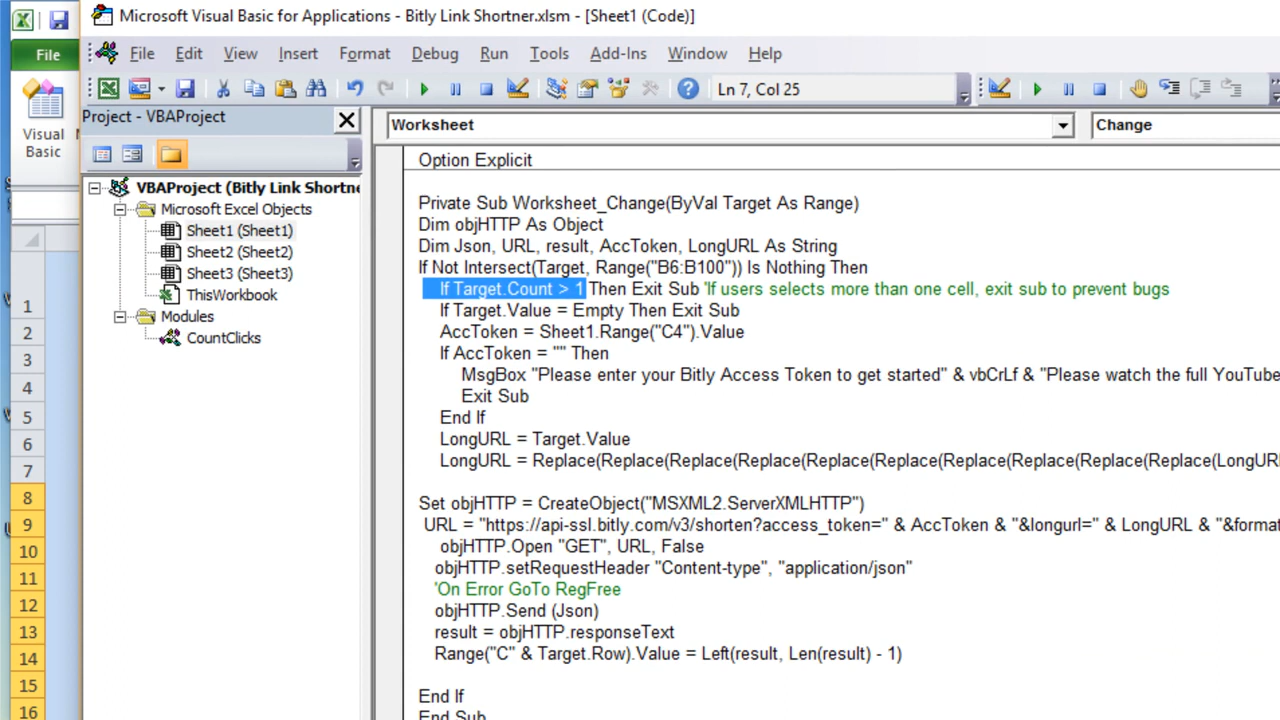 Microsoft Visual Basic for Applications - Bitly Link Shortner.xlsm - [Sheet1 (Code)]
File
File Edit View Insert Format Debug Run Tools Add-Ins Window Help
Ln 7, Col 25
Visual
Basic
Project - VBAProject
Worksheet
Change
VBAProject (Bitly Link Shortne
Microsoft Excel Objects
Sheet1 (Sheet1)
Sheet2 (Sheet2)
Sheet3 (Sheet3)
ThisWorkbook
Modules
CountClicks
1
2
3
4
5
6
7
8
9
10
11
12
13
14
15
16
Option Explicit
Private Sub Worksheet_Change(ByVal Target As Range)
Dim objHTTP As Object
Dim Json, URL, result, AccToken, LongURL As String
If Not Intersect(Target, Range("B6:B100")) Is Nothing Then
If Target.Count > 1 Then Exit Sub 'If users selects more than one cell, exit sub to prevent bugs
If Target.Value = Empty Then Exit Sub
AccToken = Sheet1.Range("C4").Value
If AccToken = "" Then
MsgBox "Please enter your Bitly Access Token to get started" & vbCrLf & "Please watch the full YouTube
Exit Sub
End If
LongURL = Target.Value
LongURL = Replace(Replace(Replace(Replace(Replace(Replace(Replace(Replace(Replace(Replace(LongURL
Set objHTTP = CreateObject("MSXML2.ServerXMLHTTP")
URL = "https://api-ssl.bitly.com/v3/shorten?access_token=" & AccToken & "&longurl=" & LongURL & "&format
objHTTP.Open "GET", URL, False
objHTTP.setRequestHeader "Content-type", "application/json"
'On Error GoTo RegFree
objHTTP.Send (Json)
result = objHTTP.responseText
Range("C" & Target.Row).Value = Left(result, Len(result) - 1)
End If
End Sub